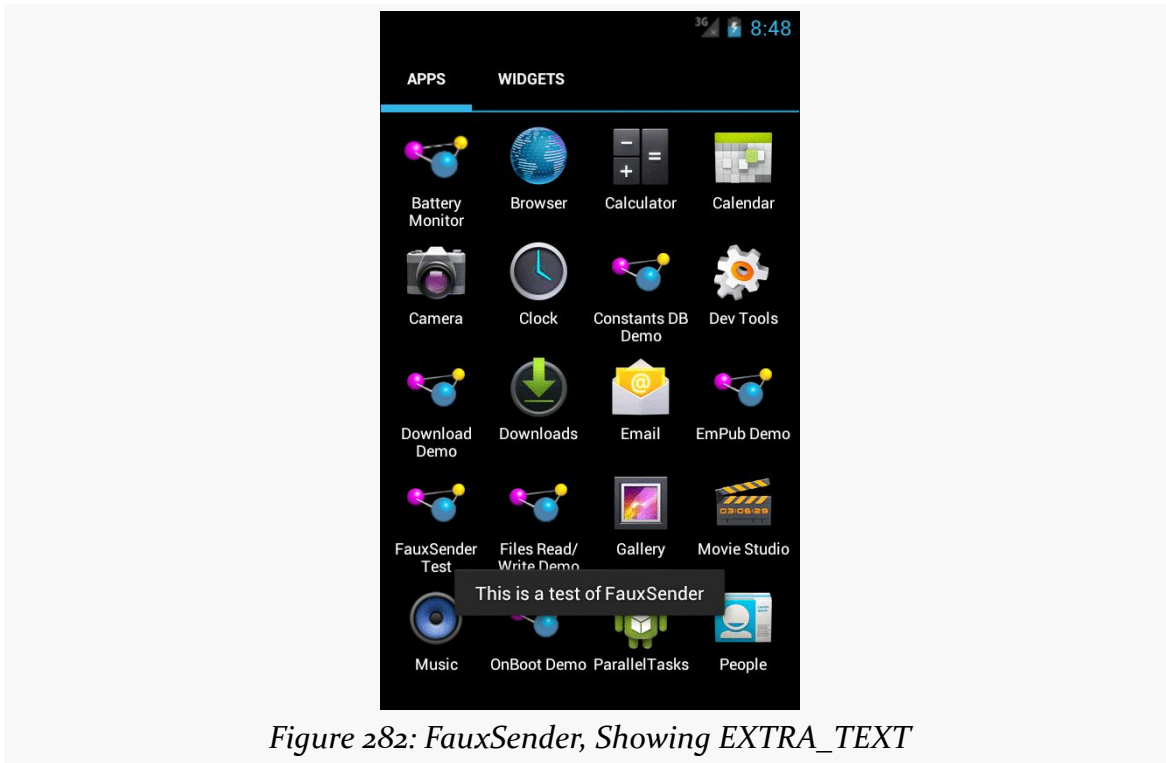 3G 8:48
APPS WIDGETS
Battery Browser Calculator Calendar
Monitor
Camera Clock Constants DB Dev Tools
Demo
Download Downloads Email EmPub Demo
Demo
FauxSender Files Read/ Gallery Movie Studio
Test Write Demo
This is a test of FauxSender
Music OnBoot Demo ParallelTasks People
Figure 282: FauxSender, Showing EXTRA_TEXT